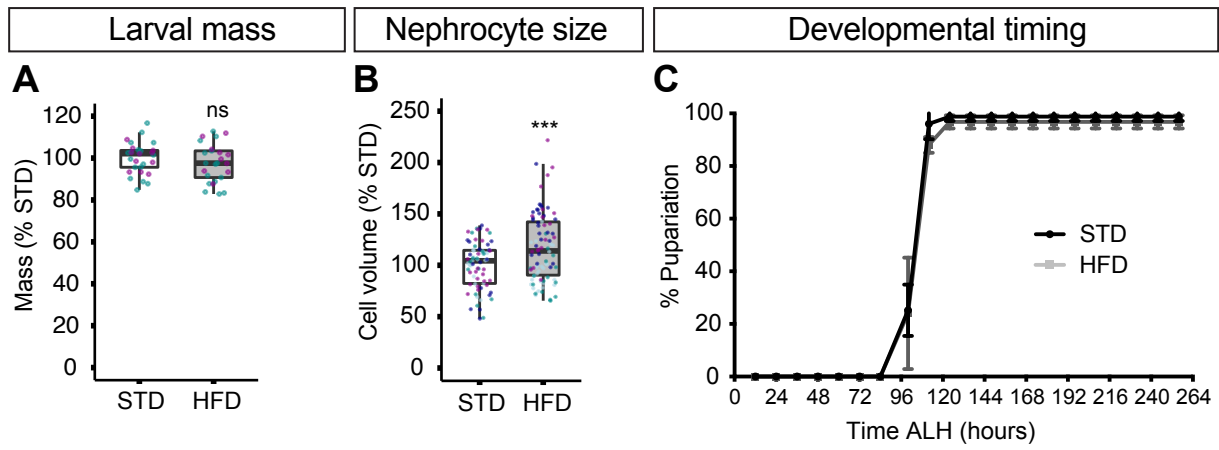 Larval mass
Nephrocyte size
Developmental timing
A
B
C
Mass (% STD)
120
100
80
60
40
20
0
ns
STD HFD
Cell volume (% STD)
250
200
150
100
50
0
***
STD HFD
% Pupariation
100
80
60
40
20
0
STD
HFD
0 24 48 72 96 120 144 168 192 216 240 264
Time ALH (hours)